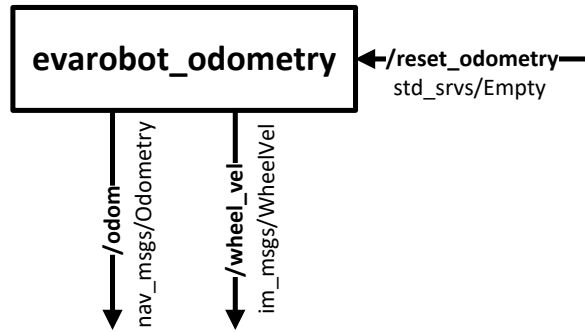 evarobot_odometry
/reset_odometry
std_srvs/Empty
/odom
nav_msgs/Odometry
/wheel_vel
im_msgs/WheelVel